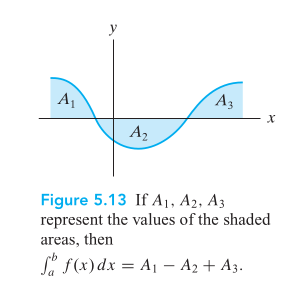 y
A₁
A₃
x
A₂
Figure 5.13 If A₁, A₂, A₃
represent the values of the shaded
areas, then
∫ₐᵇ f(x) dx = A₁ − A₂ + A₃.